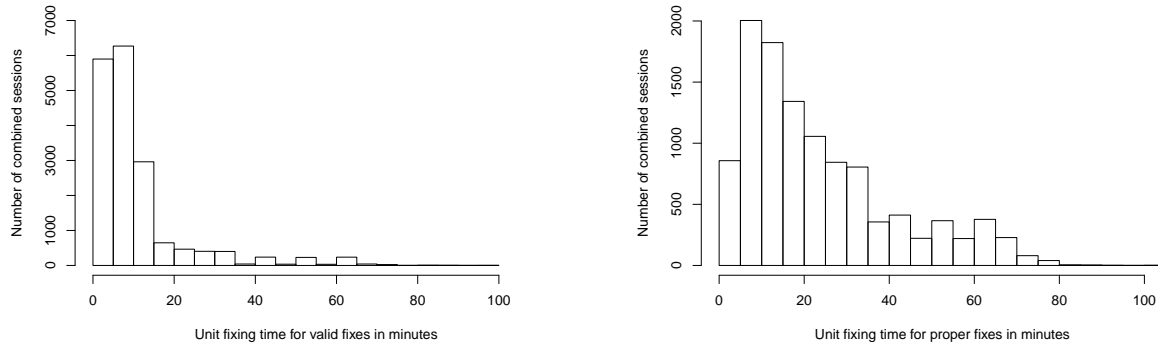 Number of combined sessions
7000
5000
3000
1000
0
0 20 40 60 80 100
Unit fixing time for valid fixes in minutes
Number of combined sessions
2000
1500
1000
500
0
0 20 40 60 80 100
Unit fixing time for proper fixes in minutes